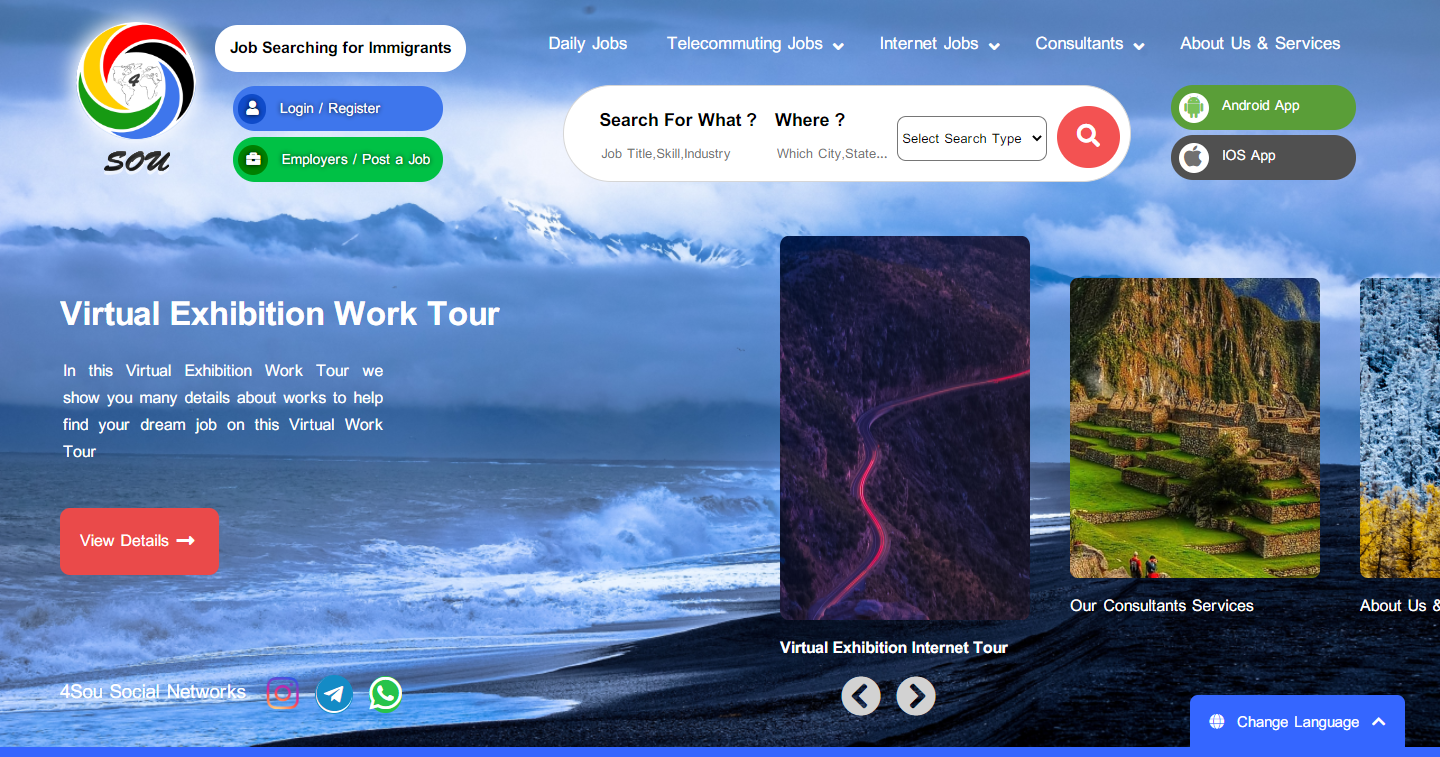 4
SOU
Job Searching for Immigrants
Login / Register
Employers / Post a Job
Daily Jobs
Telecommuting Jobs
Internet Jobs
Consultants
About Us & Services
Search For What ?
Job Title,Skill,Industry
Where ?
Which City,State...
Select Search Type
Android App
IOS App
Virtual Exhibition Work Tour
In this Virtual Exhibition Work Tour we
show you many details about works to help
find your dream job on this Virtual Work
Tour
View Details
Virtual Exhibition Internet Tour
Our Consultants Services
About Us &
4Sou Social Networks
Change Language